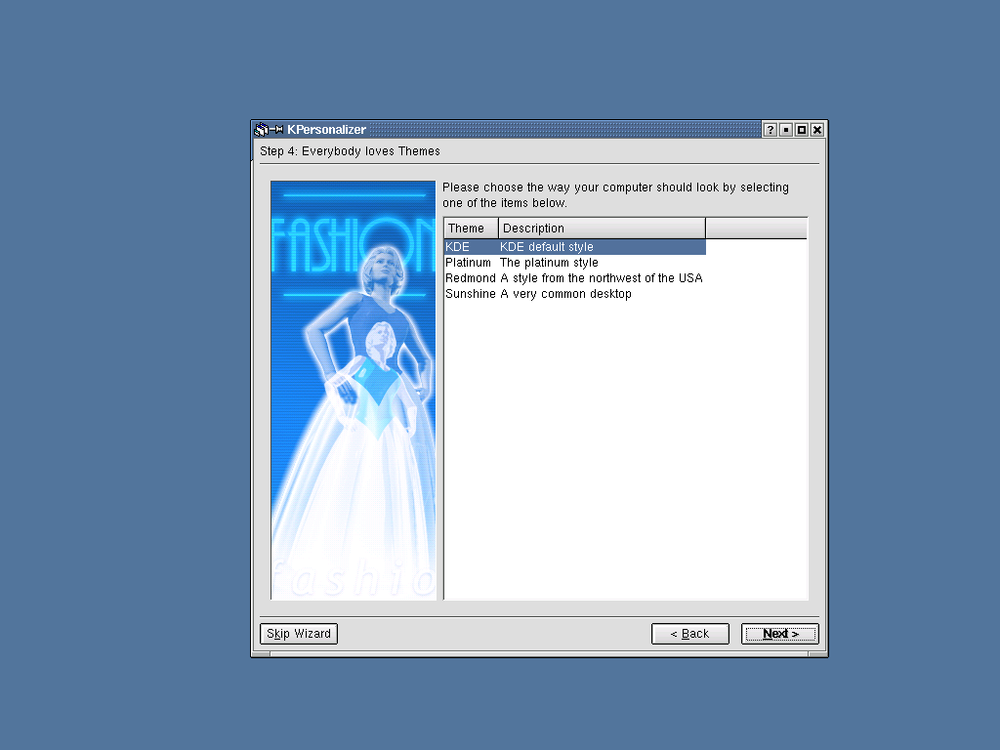 KPersonalizer
Step 4: Everybody loves Themes
FASHION
fashio
Please choose the way your computer should look by selecting
one of the items below.
Theme Description
KDE KDE default style
Platinum The platinum style
Redmond A style from the northwest of the USA
Sunshine A very common desktop
Skip Wizard < Back Next >